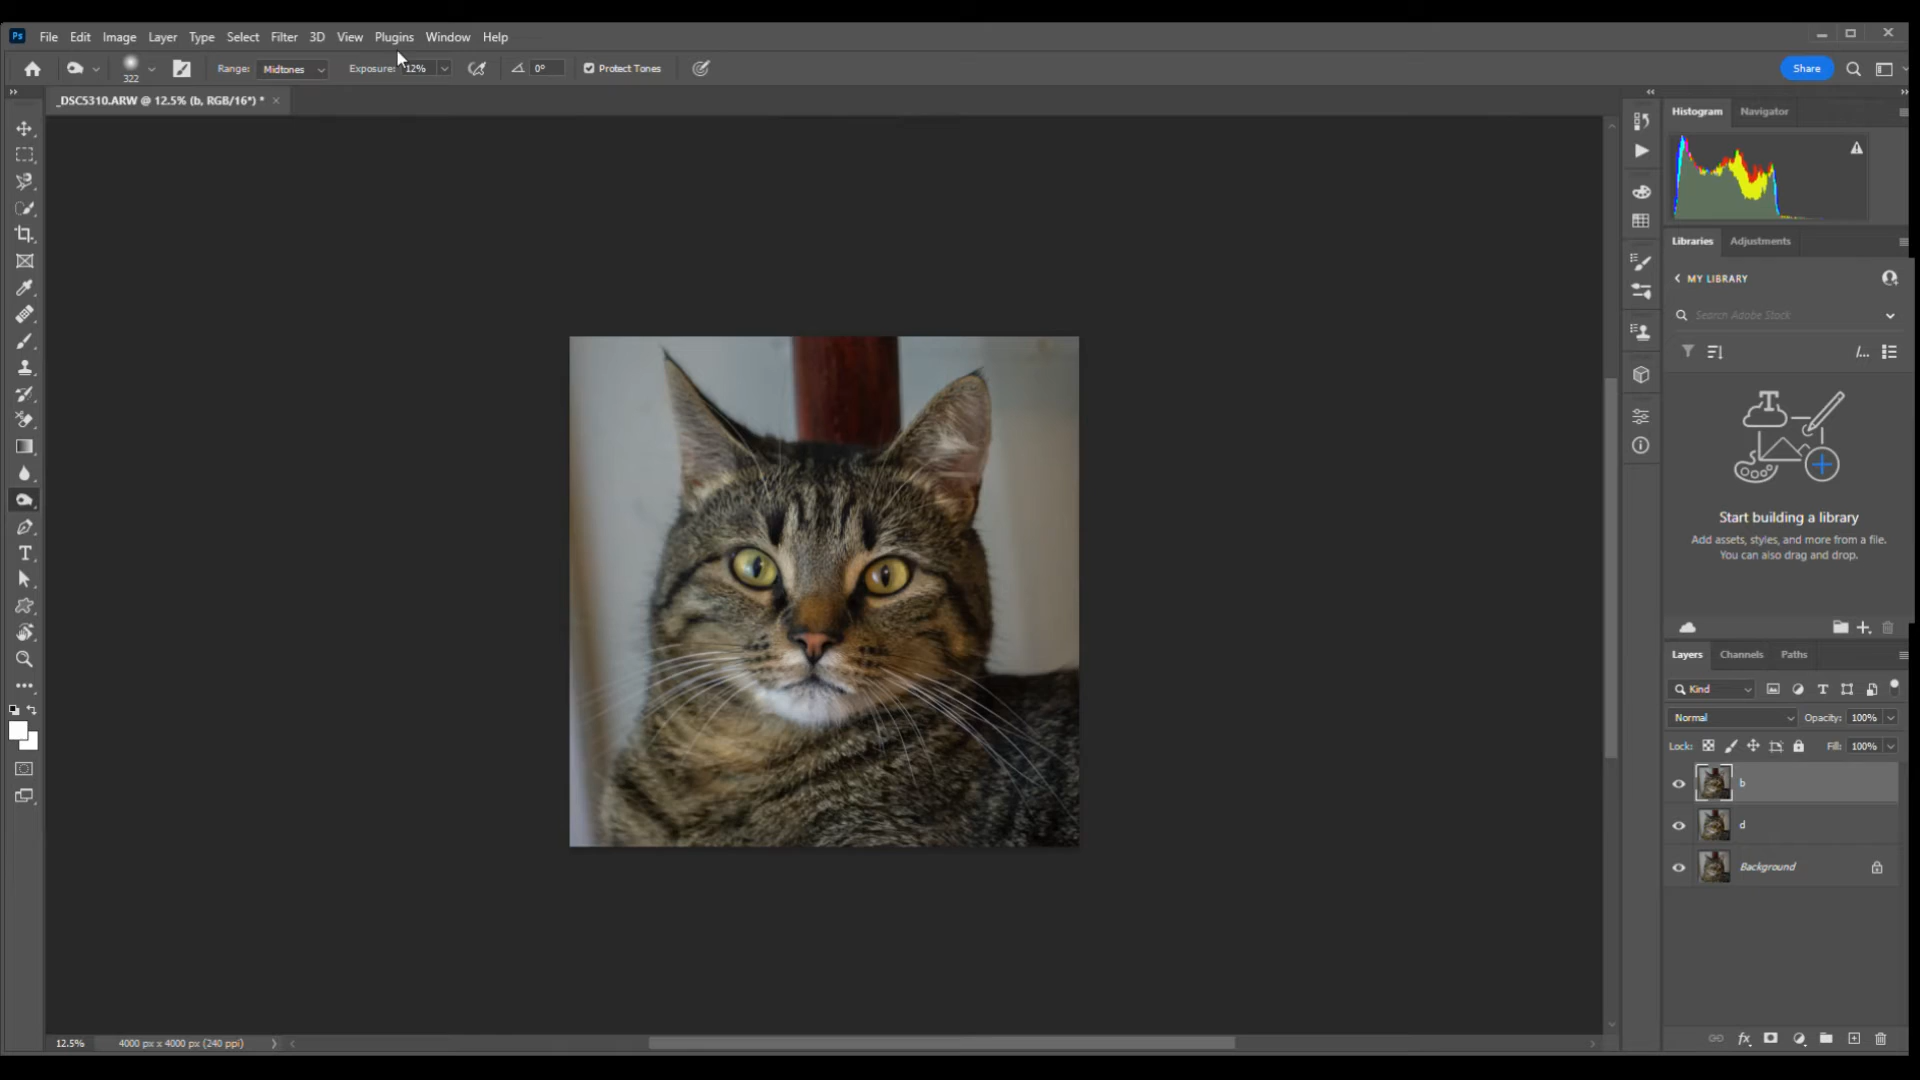 Ps File Edit Image Layer Type Select Filter 3D View Plugins Window Help
322 Range: Midtones Exposure: 12% 0° Protect Tones Share
_DSC5310.ARW @ 12.5% (b, RGB/16*) * ×
Histogram Navigator
Libraries Adjustments
MY LIBRARY
Search Adobe Stock
/...
Start building a library
Add assets, styles, and more from a file.
You can also drag and drop.
Layers Channels Paths
Kind
Normal Opacity: 100%
Lock: Fill: 100%
b
d
Background
fx
12.5% 4000 px x 4000 px (240 ppi)